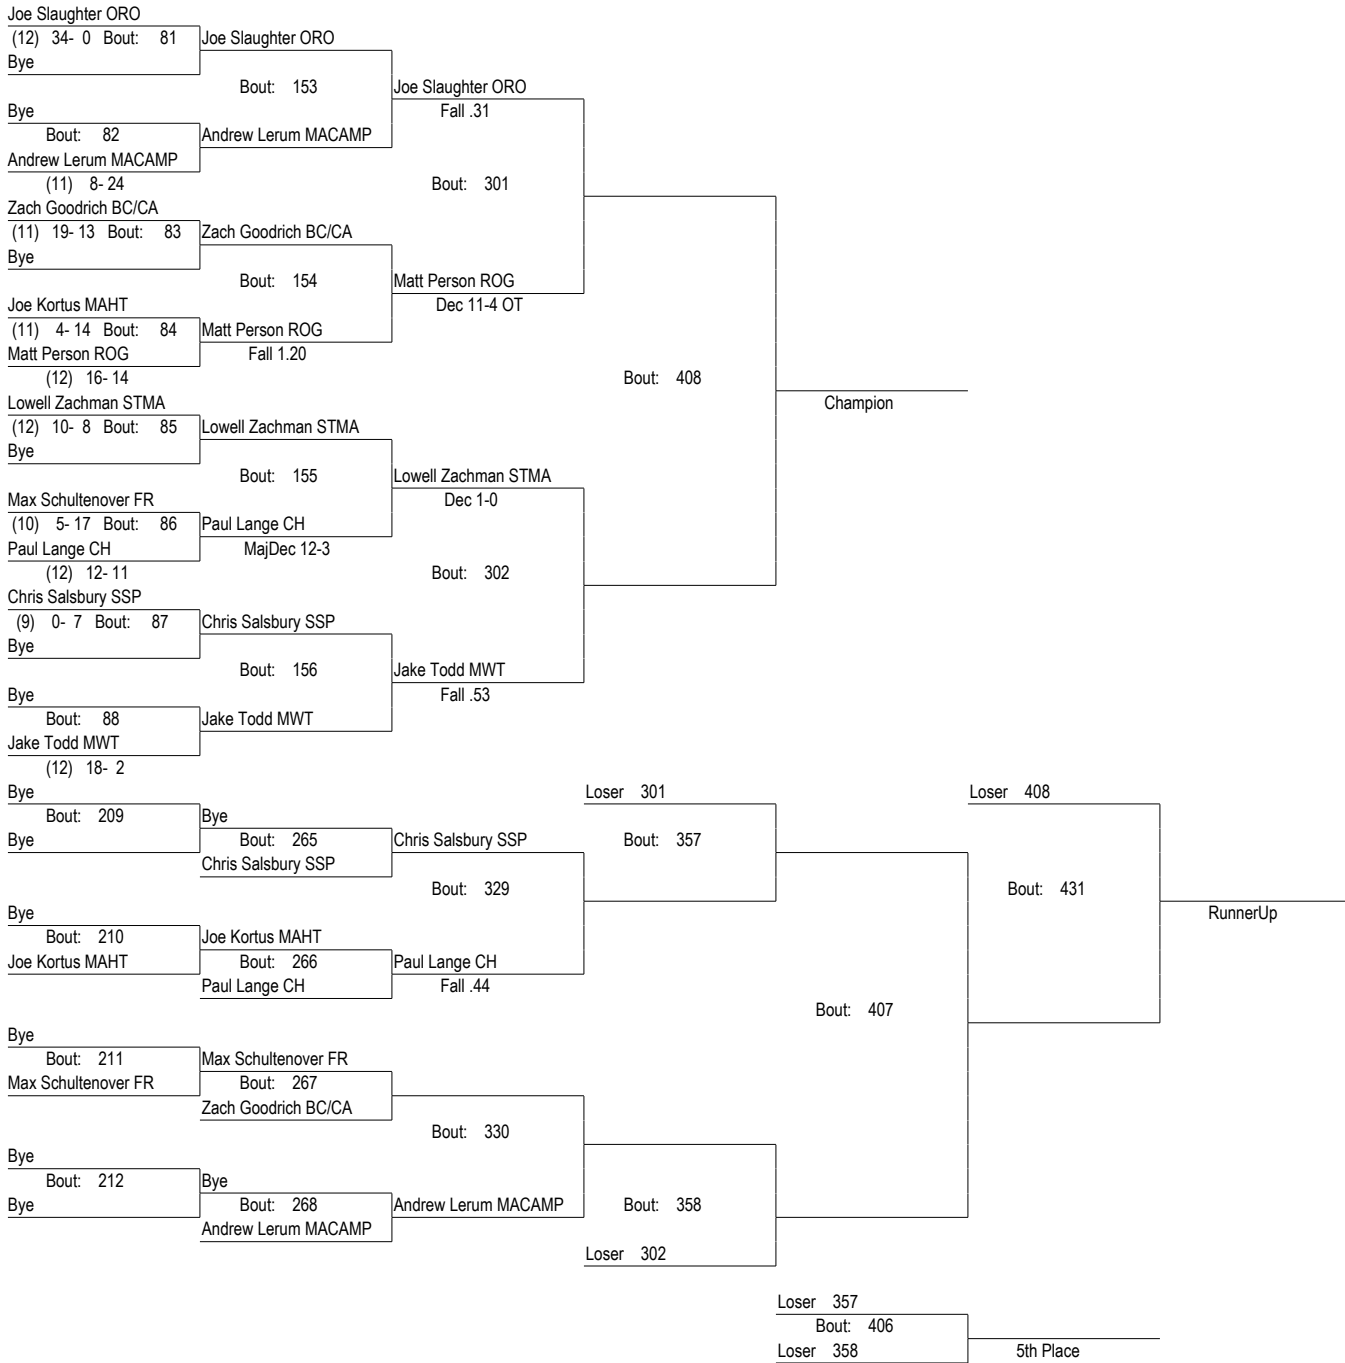 Joe Slaughter ORO
(12) 34- 0 Bout: 81 Joe Slaughter ORO
Bye
Bout: 153 Joe Slaughter ORO
Bye Fall .31
Bout: 82 Andrew Lerum MACAMP
Andrew Lerum MACAMP
(11) 8- 24 Bout: 301
Zach Goodrich BC/CA
(11) 19- 13 Bout: 83 Zach Goodrich BC/CA
Bye
Bout: 154 Matt Person ROG
Joe Kortus MAHT Dec 11-4 OT
(11) 4- 14 Bout: 84 Matt Person ROG
Matt Person ROG Fall 1.20
(12) 16- 14 Bout: 408
Lowell Zachman STMA Champion
(12) 10- 8 Bout: 85 Lowell Zachman STMA
Bye
Bout: 155 Lowell Zachman STMA
Max Schultenover FR Dec 1-0
(10) 5- 17 Bout: 86 Paul Lange CH
Paul Lange CH MajDec 12-3
(12) 12- 11 Bout: 302
Chris Salsbury SSP
(9) 0- 7 Bout: 87 Chris Salsbury SSP
Bye
Bout: 156 Jake Todd MWT
Bye Fall .53
Bout: 88 Jake Todd MWT
Jake Todd MWT
(12) 18- 2
Bye Loser 301 Loser 408
Bout: 209 Bye
Bye Bout: 265 Chris Salsbury SSP Bout: 357
Chris Salsbury SSP
Bout: 329 Bout: 431
Bye RunnerUp
Bout: 210 Joe Kortus MAHT
Joe Kortus MAHT Bout: 266 Paul Lange CH
Paul Lange CH Fall .44
Bout: 407
Bye
Bout: 211 Max Schultenover FR
Max Schultenover FR Bout: 267
Zach Goodrich BC/CA
Bout: 330
Bye
Bout: 212 Bye
Bye Bout: 268 Andrew Lerum MACAMP Bout: 358
Andrew Lerum MACAMP
Loser 302
Loser 357
Bout: 406
Loser 358 5th Place